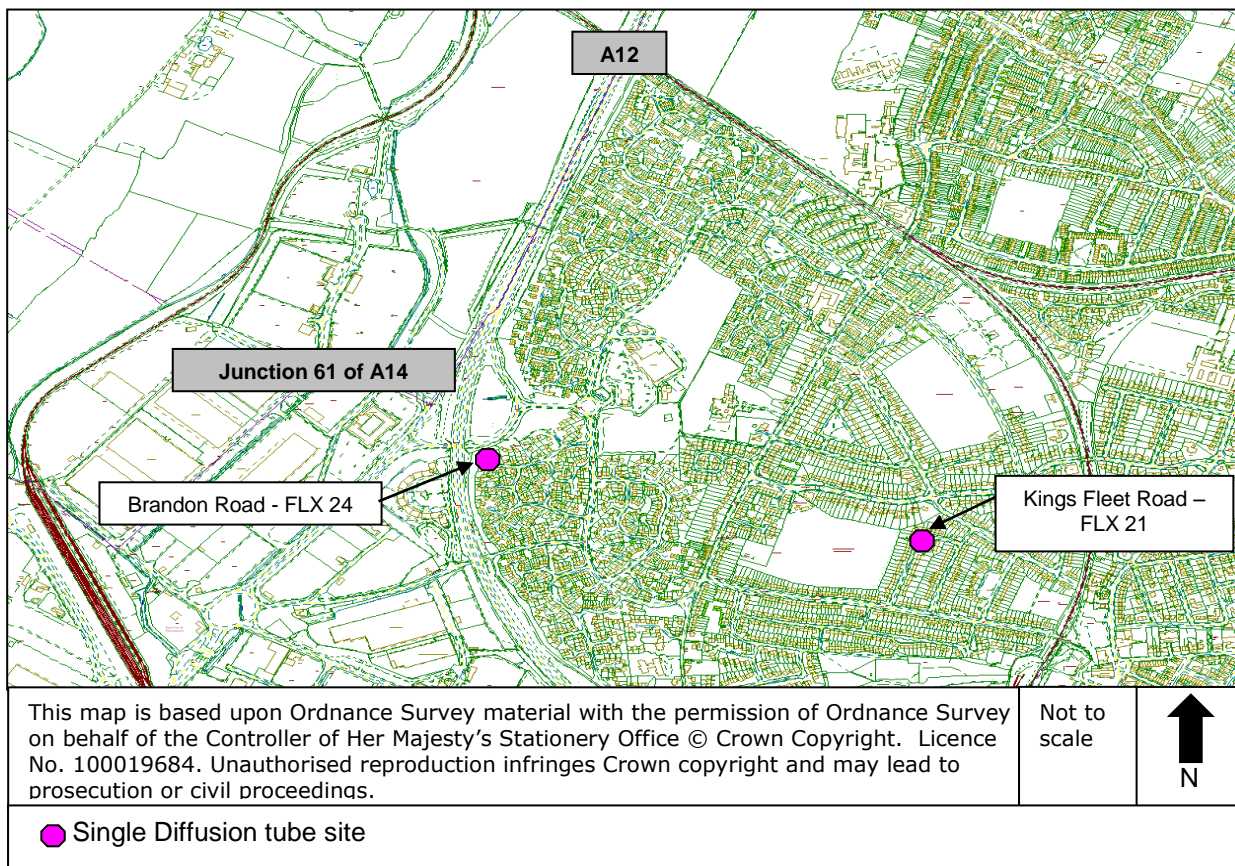 A12
Junction 61 of A14
Brandon Road - FLX 24
Kings Fleet Road –
FLX 21
This map is based upon Ordnance Survey material with the permission of Ordnance Survey
on behalf of the Controller of Her Majesty's Stationery Office © Crown Copyright. Licence
No. 100019684. Unauthorised reproduction infringes Crown copyright and may lead to
prosecution or civil proceedings.
Not to
scale
N
Single Diffusion tube site